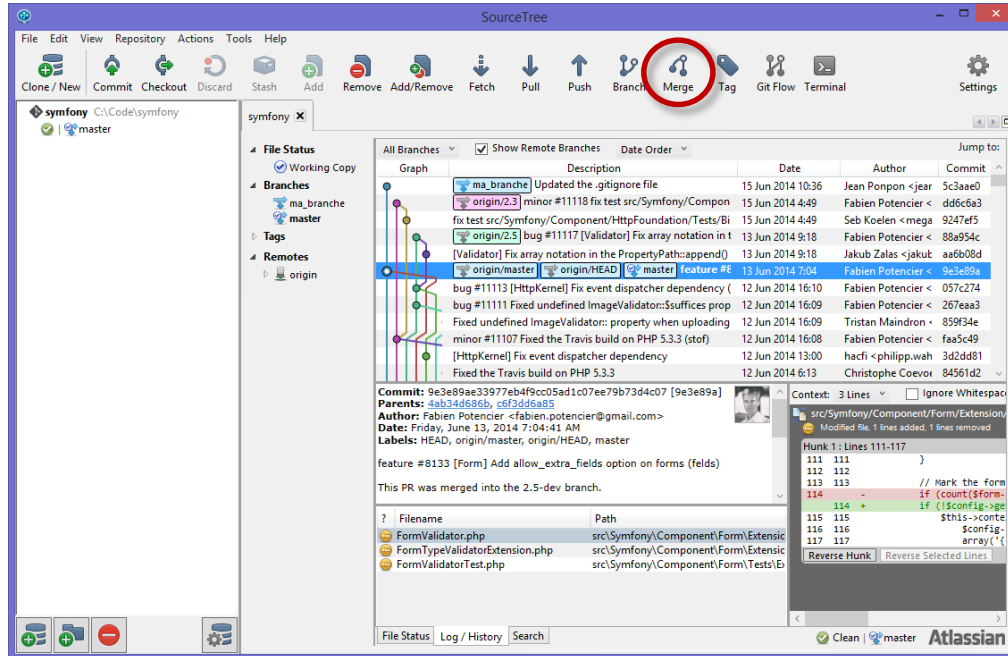 SourceTree
File Edit View Repository Actions Tools Help
Clone / New Commit Checkout Discard Stash Add Remove Add/Remove Fetch Pull Push Branch Merge Tag Git Flow Terminal Settings
symfony C:\Code\symfony
master
symfony
File Status
Working Copy
Branches
ma_branche
master
Tags
Remotes
origin
All Branches Show Remote Branches Date Order Jump to:
Graph Description Date Author Commit
ma_branche Updated the .gitignore file 15 Jun 2014 10:36 Jean Ponpon <jear 5c3aae0
origin/2.3 minor #11118 fix test src/Symfony/Compon 15 Jun 2014 4:49 Fabien Potencier < dd6c6a3
fix test src/Symfony/Component/HttpFoundation/Tests/Bi 15 Jun 2014 4:49 Seb Koelen <mega 9247ef5
origin/2.5 bug #11117 [Validator] Fix array notation in t 13 Jun 2014 9:18 Fabien Potencier < 88a954c
[Validator] Fix array notation in the PropertyPath::append() 13 Jun 2014 9:18 Jakub Zalas <jakub aa6b08d
origin/master origin/HEAD master feature #8 13 Jun 2014 7:04 Fabien Potencier < 9e3e89a
bug #11113 [HttpKernel] Fix event dispatcher dependency ( 12 Jun 2014 16:10 Fabien Potencier < 057c274
bug #11111 Fixed undefined ImageValidator::$suffices prop 12 Jun 2014 16:09 Fabien Potencier < 267eaa3
Fixed undefined ImageValidator:: property when uploading 12 Jun 2014 16:09 Tristan Maindron < 859f34e
minor #11107 Fixed the Travis build on PHP 5.3.3 (stof) 12 Jun 2014 16:08 Fabien Potencier < faa5c49
[HttpKernel] Fix event dispatcher dependency 12 Jun 2014 13:00 hacfi <philipp.wah 3d2dd81
Fixed the Travis build on PHP 5.3.3 12 Jun 2014 6:13 Christophe Coevoe 84561d2
Commit: 9e3e89ae33977eb4f9cc05ad1c07ee79b73d4c07 [9e3e89a]
Parents: 4ab34d686b, c6f3dd6a85
Author: Fabien Potencier <fabien.potencier@gmail.com>
Date: Friday, June 13, 2014 7:04:41 AM
Labels: HEAD, origin/master, origin/HEAD, master
feature #8133 [Form] Add allow_extra_fields option on forms (felds)
This PR was merged into the 2.5-dev branch.
? Filename Path
FormValidator.php src\Symfony\Component\Form\Extensic
FormTypeValidatorExtension.php src\Symfony\Component\Form\Extensic
FormValidatorTest.php src\Symfony\Component\Form\Tests\Ex
Context: 3 Lines Ignore Whitespac
src/Symfony/Component/Form/Extension/
Modified file, 1 lines added, 1 lines removed
Hunk 1 : Lines 111-117
111 111 }
112 112
113 113 // Mark the form
114 - if (count($form-
114 + if (!$config->ge
115 115 $this->conte
116 116 $config-
117 117 array('{
Reverse Hunk Reverse Selected Lines
File Status Log / History Search
Clean | master Atlassian